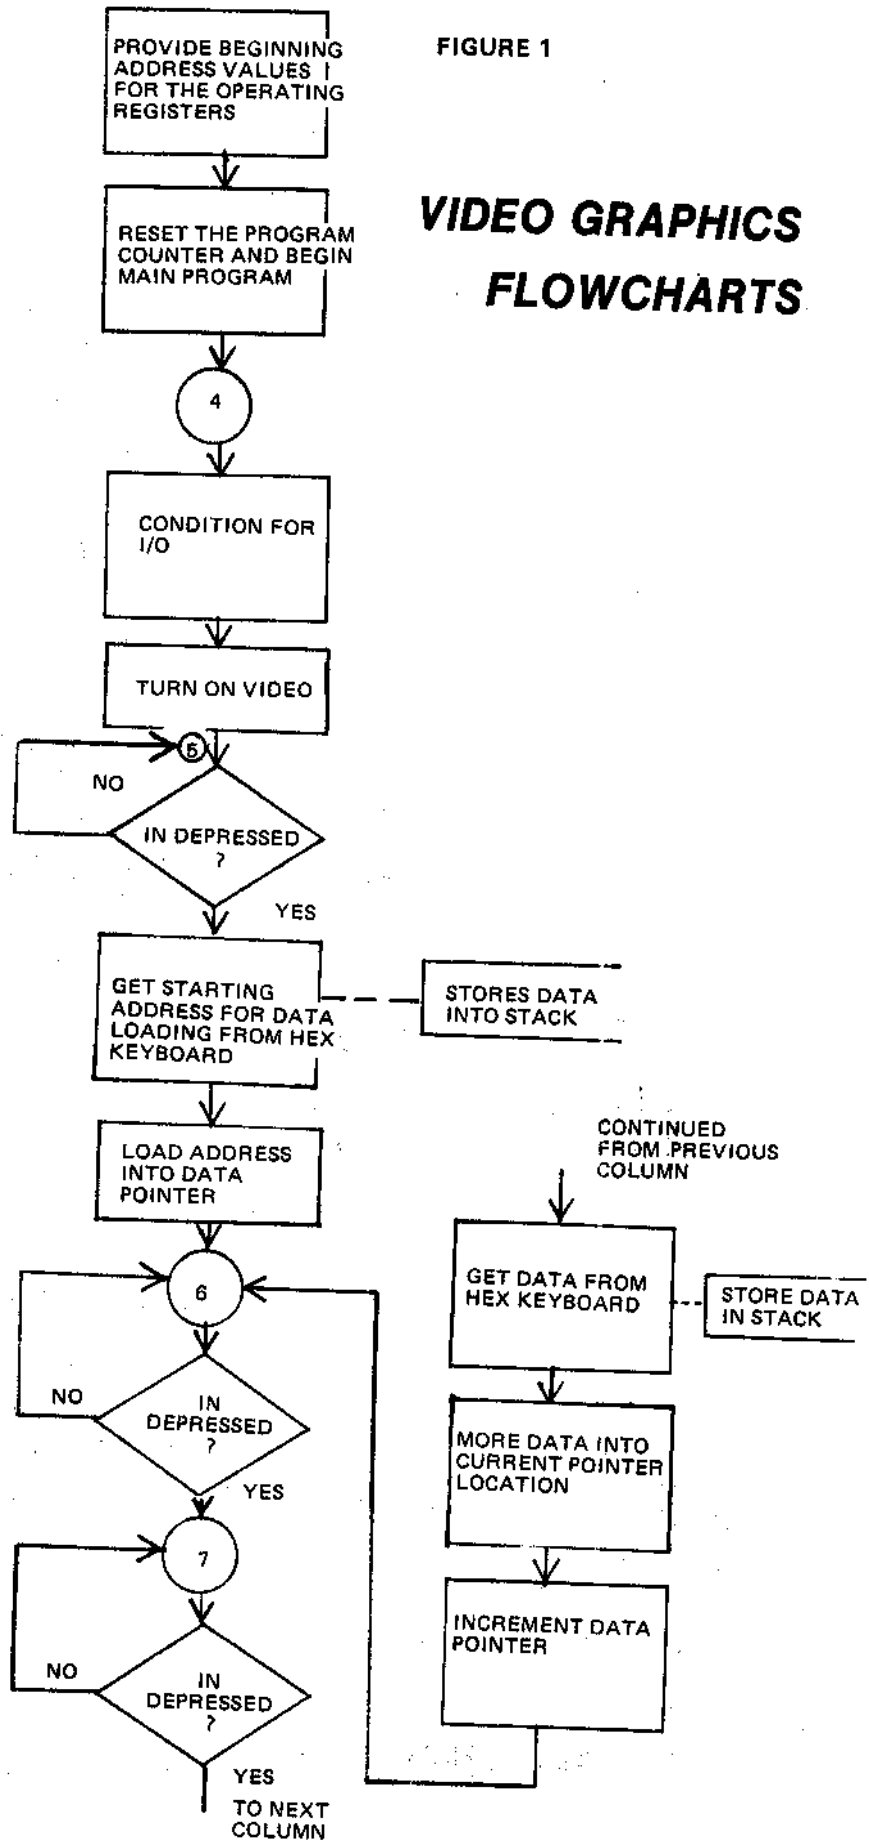 PROVIDE BEGINNING
ADDRESS VALUES
FOR THE OPERATING
REGISTERS
FIGURE 1
VIDEO GRAPHICS
FLOWCHARTS
RESET THE PROGRAM
COUNTER AND BEGIN
MAIN PROGRAM
4
CONDITION FOR
I/O
TURN ON VIDEO
5
NO
IN DEPRESSED
?
YES
GET STARTING
ADDRESS FOR DATA
LOADING FROM HEX
KEYBOARD
STORES DATA
INTO STACK
LOAD ADDRESS
INTO DATA
POINTER
6
NO
IN
DEPRESSED
?
YES
7
NO
IN
DEPRESSED
?
YES
TO NEXT
COLUMN
CONTINUED
FROM PREVIOUS
COLUMN
GET DATA FROM
HEX KEYBOARD
STORE DATA
IN STACK
MORE DATA INTO
CURRENT POINTER
LOCATION
INCREMENT DATA
POINTER